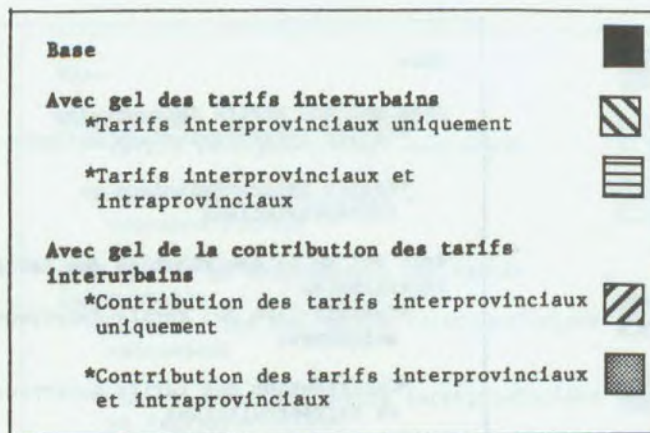 Base
Avec gel des tarifs interurbains
*Tarifs interprovinciaux uniquement
*Tarifs interprovinciaux et
intraprovinciaux
Avec gel de la contribution des tarifs
interurbains
*Contribution des tarifs interprovinciaux
uniquement
*Contribution des tarifs interprovinciaux
et intraprovinciaux